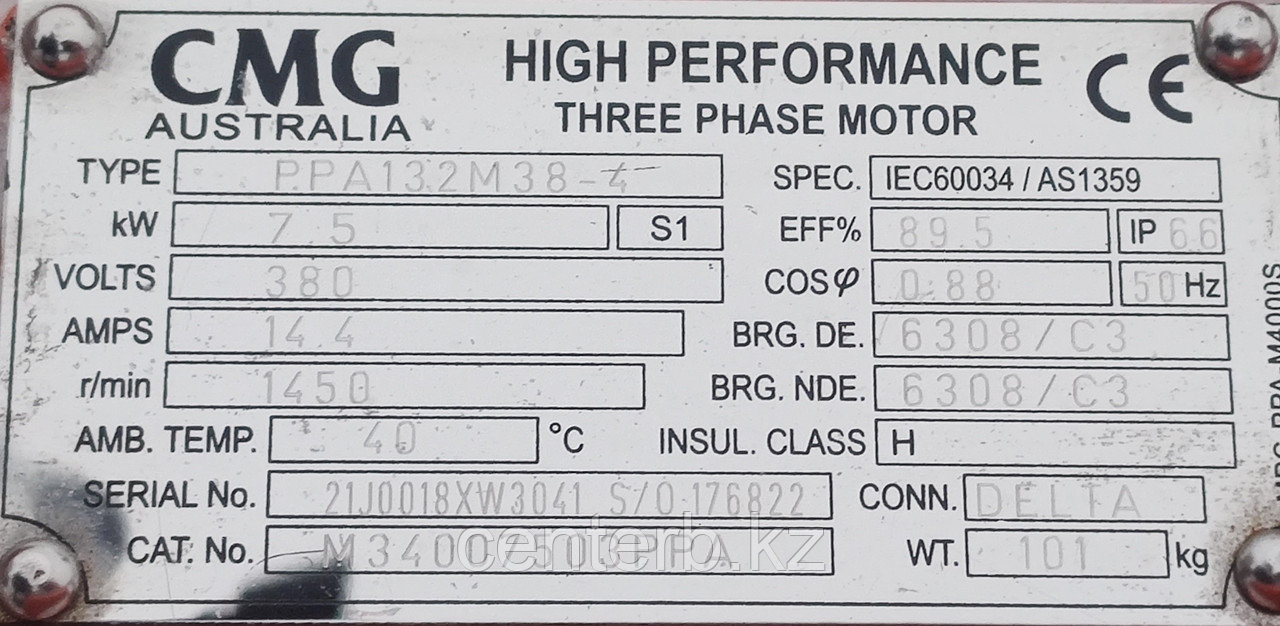 CMG
AUSTRALIA
HIGH PERFORMANCE
THREE PHASE MOTOR
CE
TYPE PPA132M38-4
SPEC. IEC60034 / AS1359
kW 7.5 S1
EFF% 89.5 IP 66
VOLTS 380
COSφ 0.88 50 Hz
AMPS 14.4
BRG. DE. 6308/C3
r/min 1450
BRG. NDE. 6308/C3
AMB. TEMP. 40 °C
INSUL. CLASS H
SERIAL No. 21J0018XW3041 S/O 176822
CONN. DELTA
CAT. No.
WT. 101 kg
centerb.kz